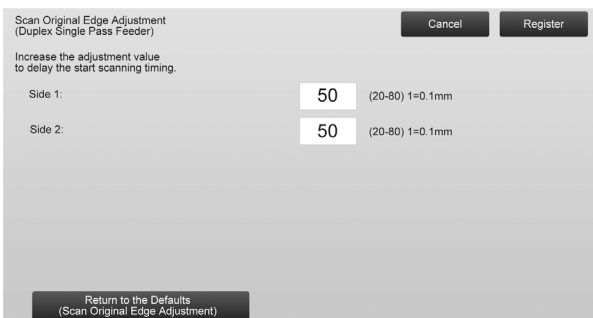 Scan Original Edge Adjustment
(Duplex Single Pass Feeder)
Cancel
Register
Increase the adjustment value
to delay the start scanning timing.
Side 1:
50
(20-80) 1=0.1mm
Side 2:
50
(20-80) 1=0.1mm
Return to the Defaults
(Scan Original Edge Adjustment)